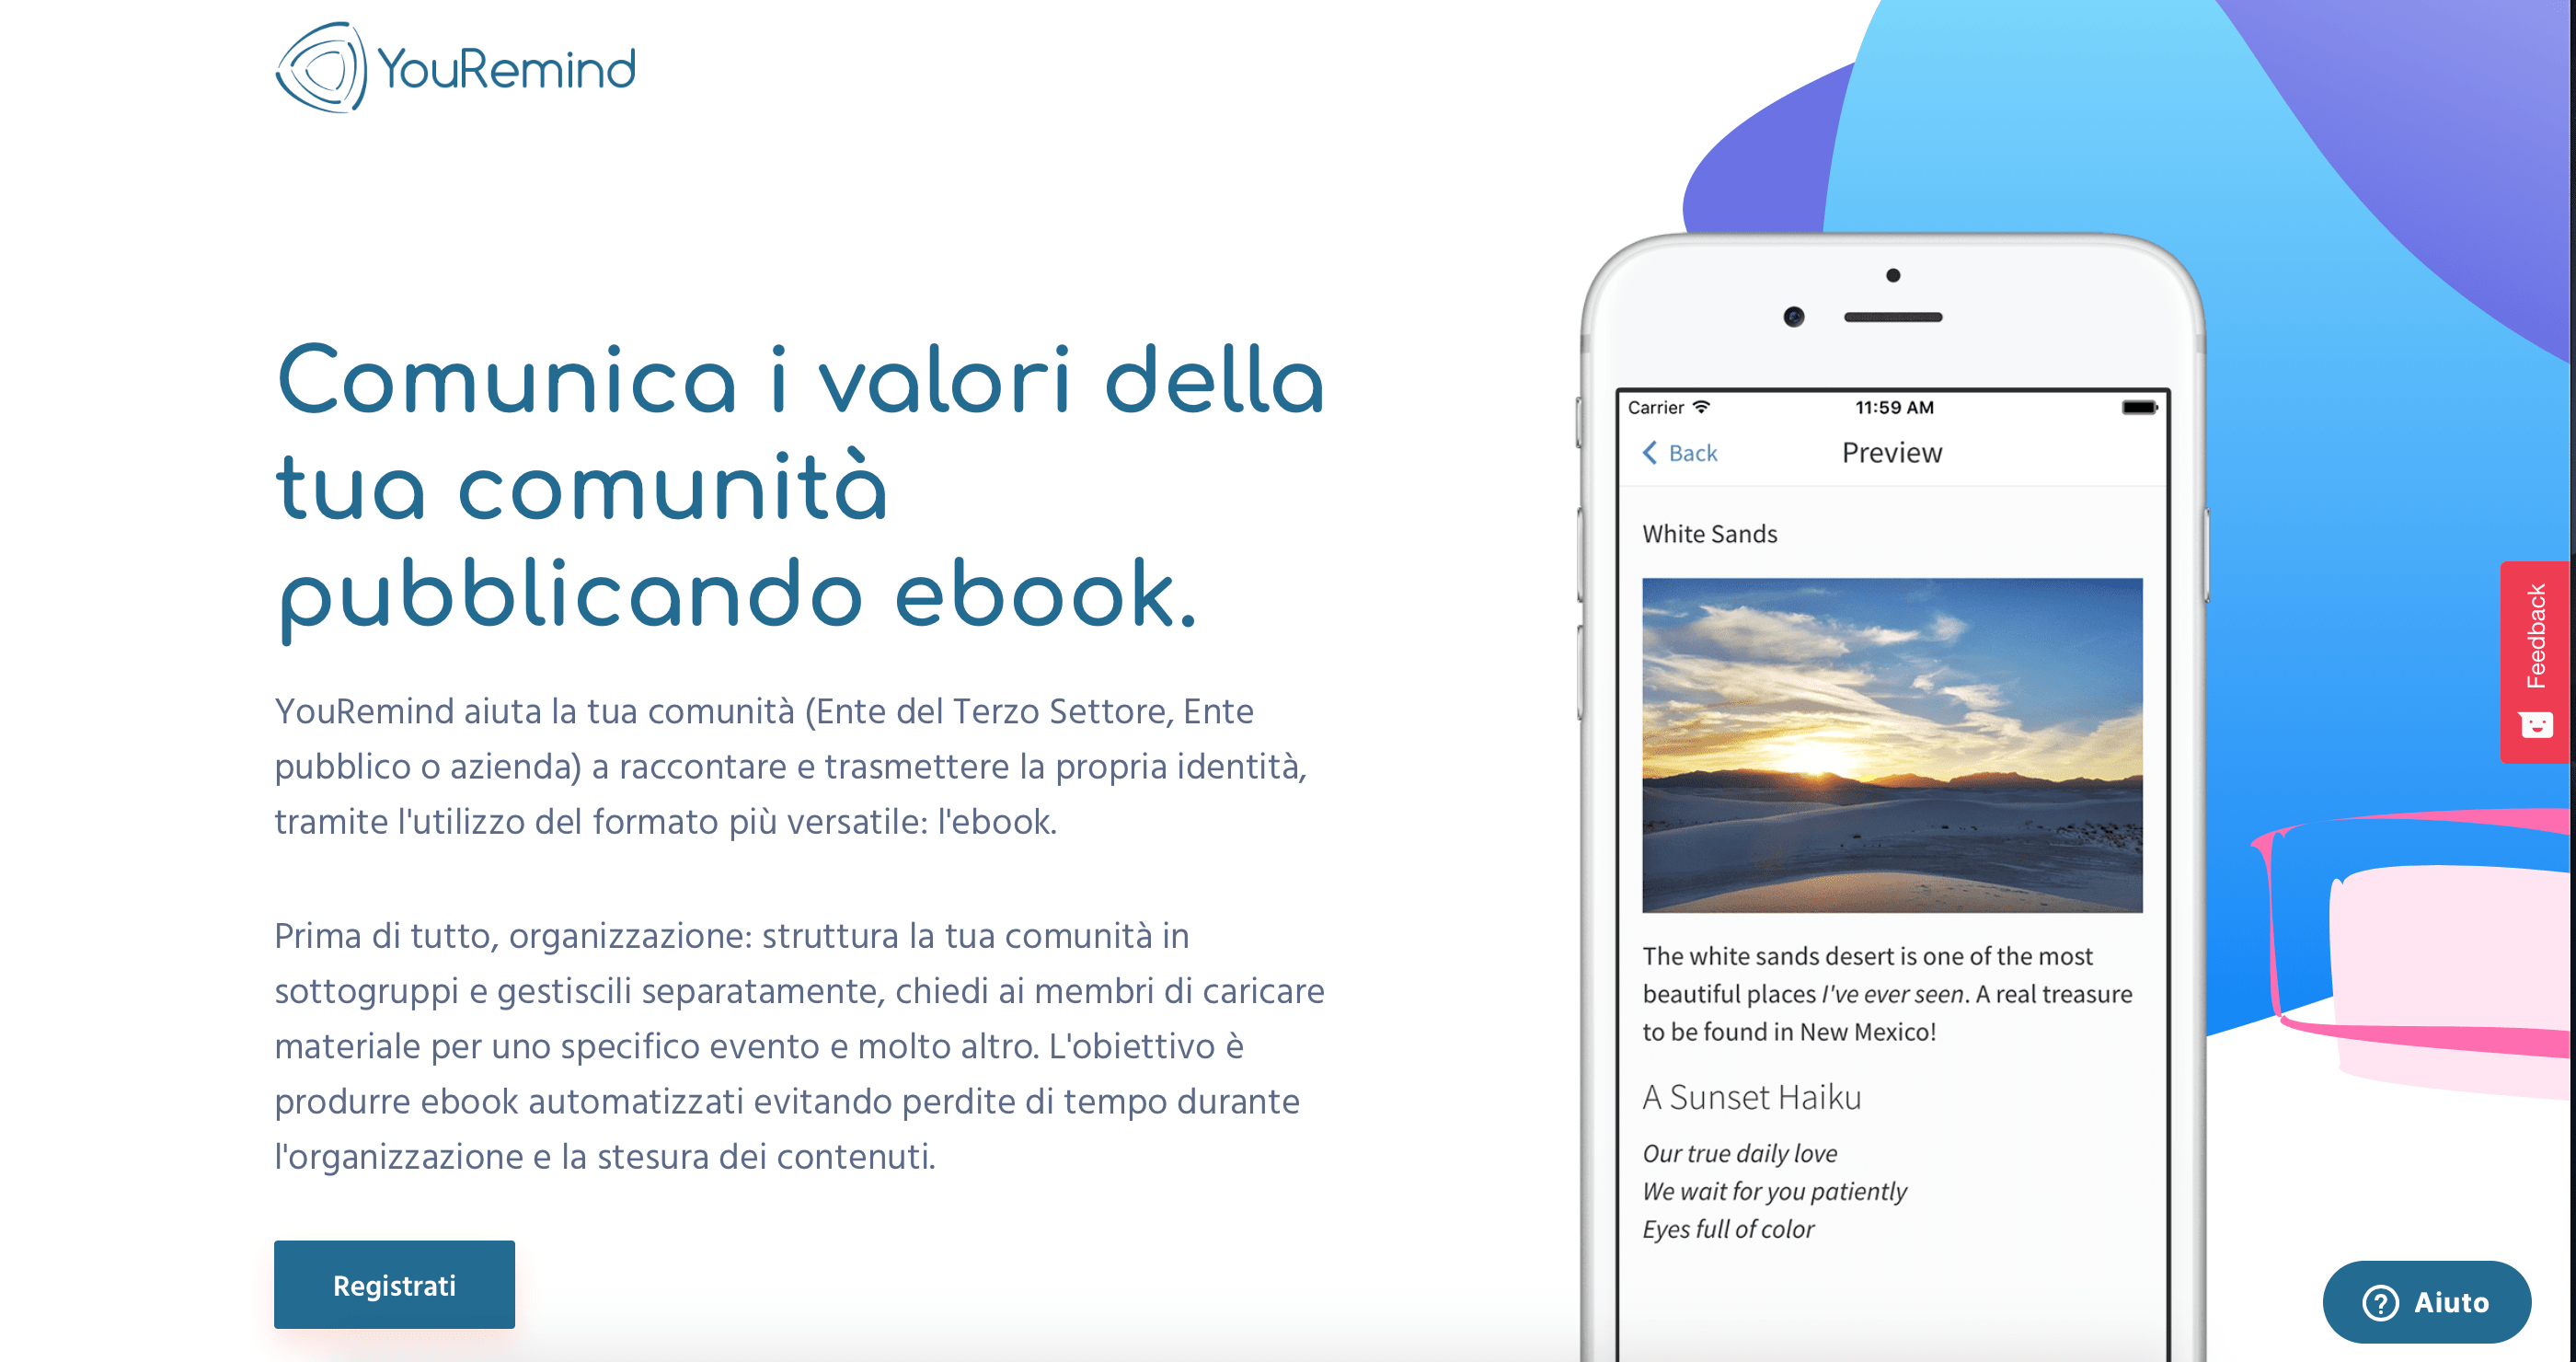 YouRemind
Comunica i valori della
tua comunità
pubblicando ebook.
YouRemind aiuta la tua comunità (Ente del Terzo Settore, Ente
pubblico o azienda) a raccontare e trasmettere la propria identità,
tramite l'utilizzo del formato più versatile: l'ebook.
Prima di tutto, organizzazione: struttura la tua comunità in
sottogruppi e gestiscili separatamente, chiedi ai membri di caricare
materiale per uno specifico evento e molto altro. L'obiettivo è
produrre ebook automatizzati evitando perdite di tempo durante
l'organizzazione e la stesura dei contenuti.
Registrati
Carrier 11:59 AM
Back Preview
White Sands
The white sands desert is one of the most
beautiful places I've ever seen. A real treasure
to be found in New Mexico!
A Sunset Haiku
Our true daily love
We wait for you patiently
Eyes full of color
Feedback
? Aiuto